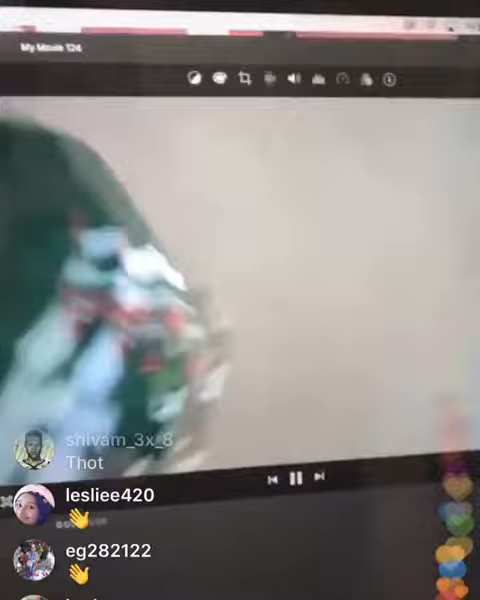 My Movie 124
shivam_3x_8
Thot
lesliee420
👋
eg282122
👋